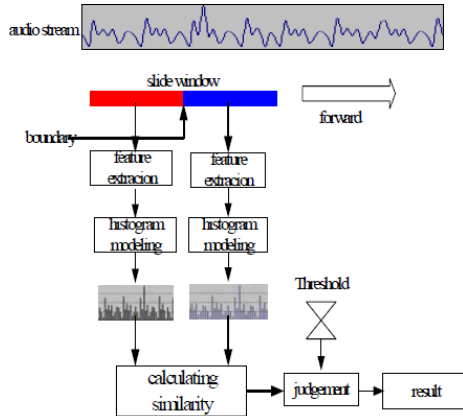 audio stream
slide window
forward
boundary
feature
extracion
feature
extracion
histogram
modeling
histogram
modeling
Threshold
calculating
similarity
judgement
result